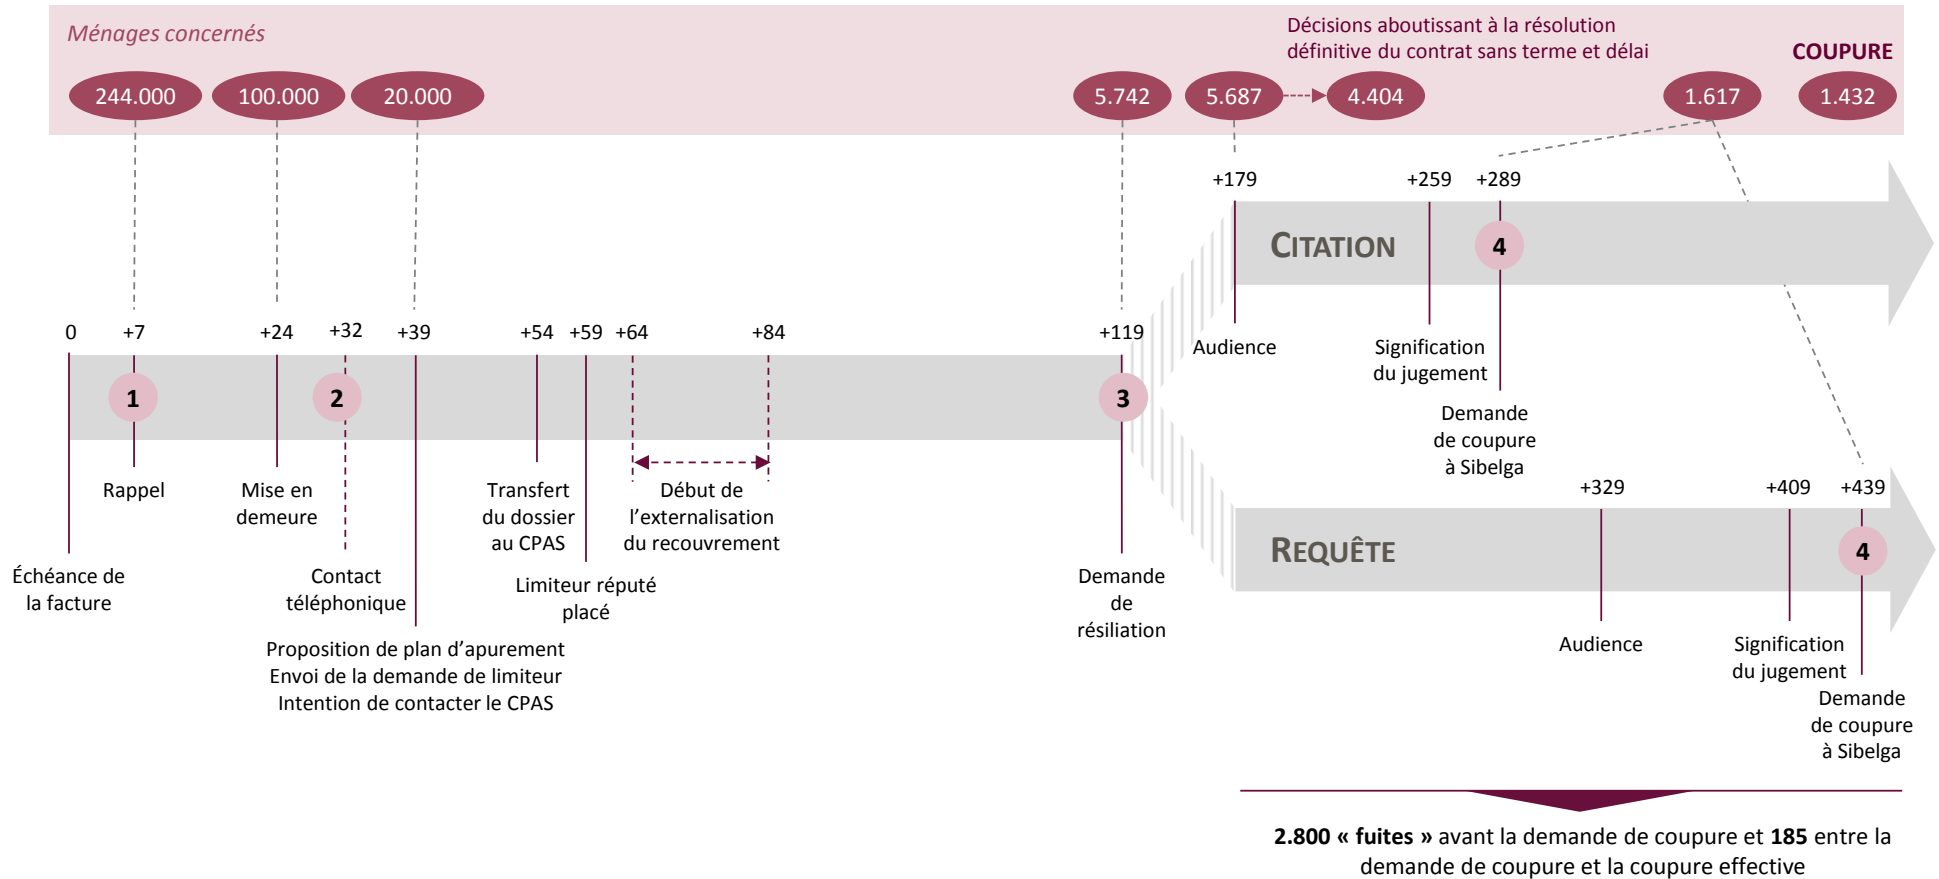 Ménages concernés
Décisions aboutissant à la résolution
définitive du contrat sans terme et délai
COUPURE
244.000
100.000
20.000
5.742
5.687
4.404
1.617
1.432
+179
+259
+289
CITATION
4
Audience
Signification
du jugement
Demande
de coupure
à Sibelga
0
+7
+24
+32
+39
+54
+59
+64
+84
+119
1
2
3
Rappel
Mise en
demeure
Transfert
du dossier
au CPAS
Début de
l’externalisation
du recouvrement
Échéance de
la facture
Contact
téléphonique
Limiteur réputé
placé
Demande
de
résiliation
Proposition de plan d’apurement
Envoi de la demande de limiteur
Intention de contacter le CPAS
+329
+409
+439
REQUÊTE
4
Audience
Signification
du jugement
Demande
de coupure
à Sibelga
2.800 « fuites » avant la demande de coupure et 185 entre la
demande de coupure et la coupure effective